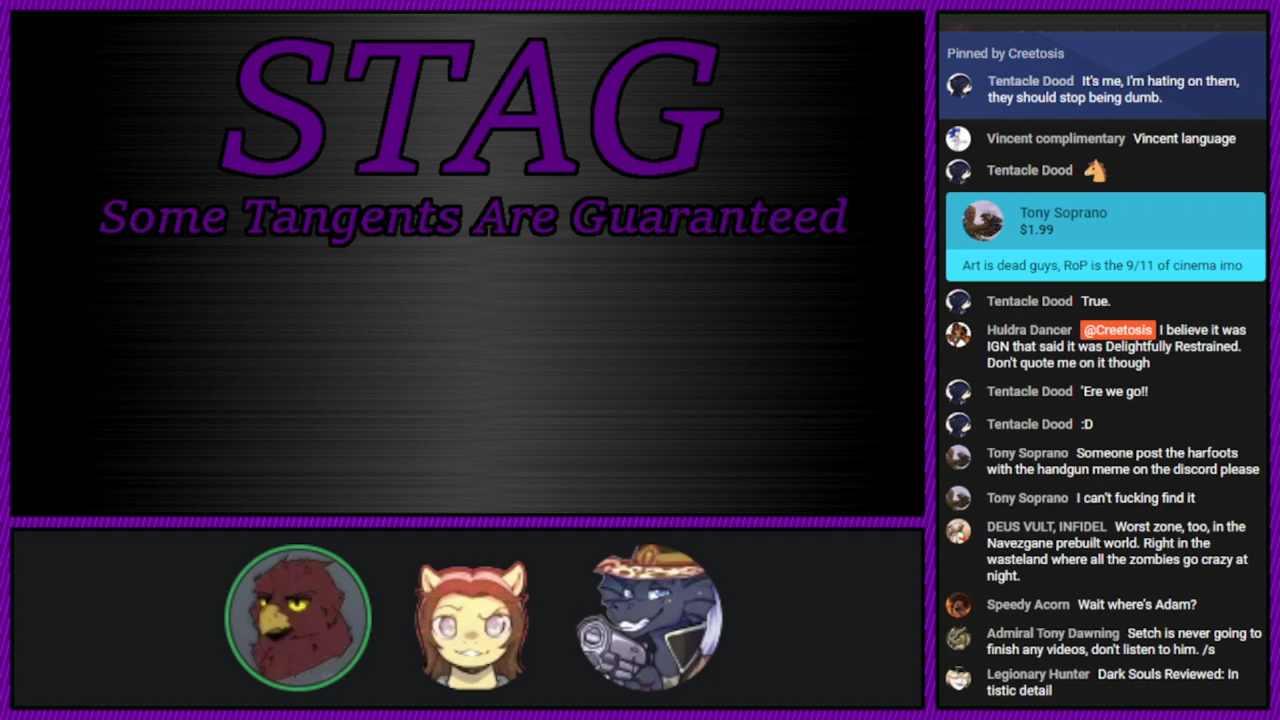 STAG
Some Tangents Are Guaranteed
Pinned by Creetosis
Tentacle Dood It's me, I'm hating on them,
they should stop being dumb.
Vincent complimentary Vincent language
Tentacle Dood
Tony Soprano
$1.99
Art is dead guys, RoP is the 9/11 of cinema imo
Tentacle Dood True.
Huldra Dancer @Creetosis I believe it was
IGN that said it was Delightfully Restrained.
Don't quote me on it though
Tentacle Dood 'Ere we go!!
Tentacle Dood :D
Tony Soprano Someone post the harfoots
with the handgun meme on the discord please
Tony Soprano I can't fucking find it
DEUS VULT, INFIDEL Worst zone, too, in the
Navezgane prebuilt world. Right in the
wasteland where all the zombies go crazy at
night.
Speedy Acorn Wait where's Adam?
Admiral Tony Dawning Setch is never going to
finish any videos, don't listen to him. /s
Legionary Hunter Dark Souls Reviewed: In
tistic detail